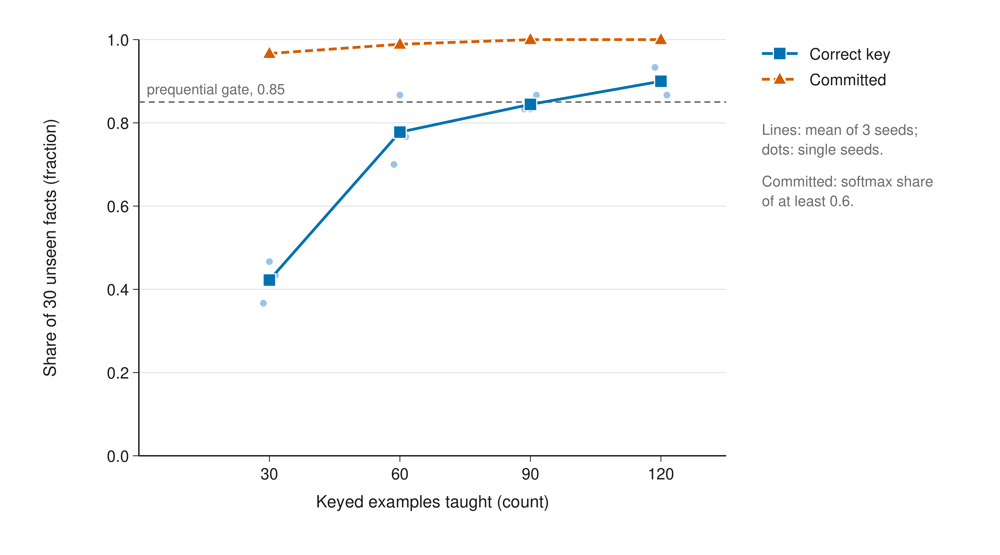 1.0
0.8
0.6
0.4
0.2
0.0
Share of 30 unseen facts (fraction)
prequential gate, 0.85
30
60
90
120
Keyed examples taught (count)
Correct key
Committed
Lines: mean of 3 seeds;
dots: single seeds.
Committed: softmax share
of at least 0.6.